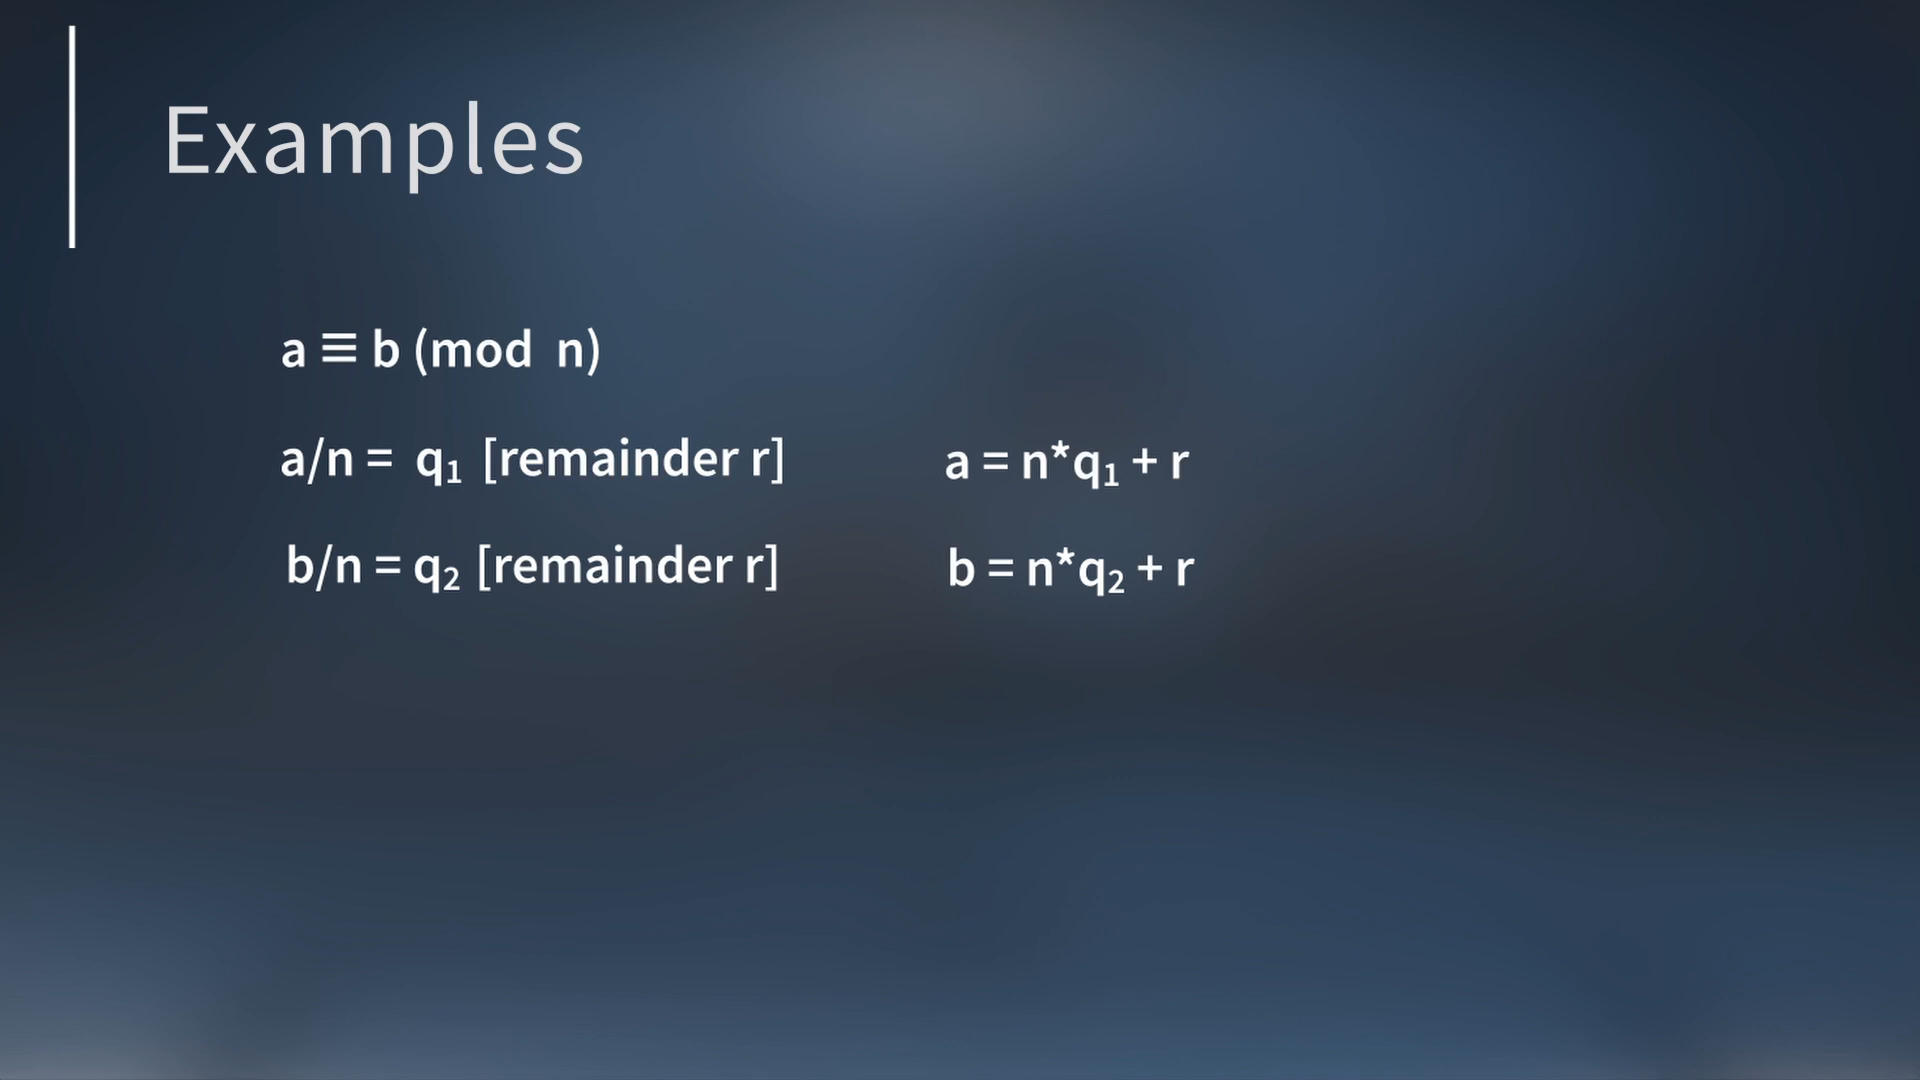 Examples
a ≡ b (mod n)
a/n = q₁ [remainder r]
a = n*q₁ + r
b/n = q₂ [remainder r]
b = n*q₂ + r